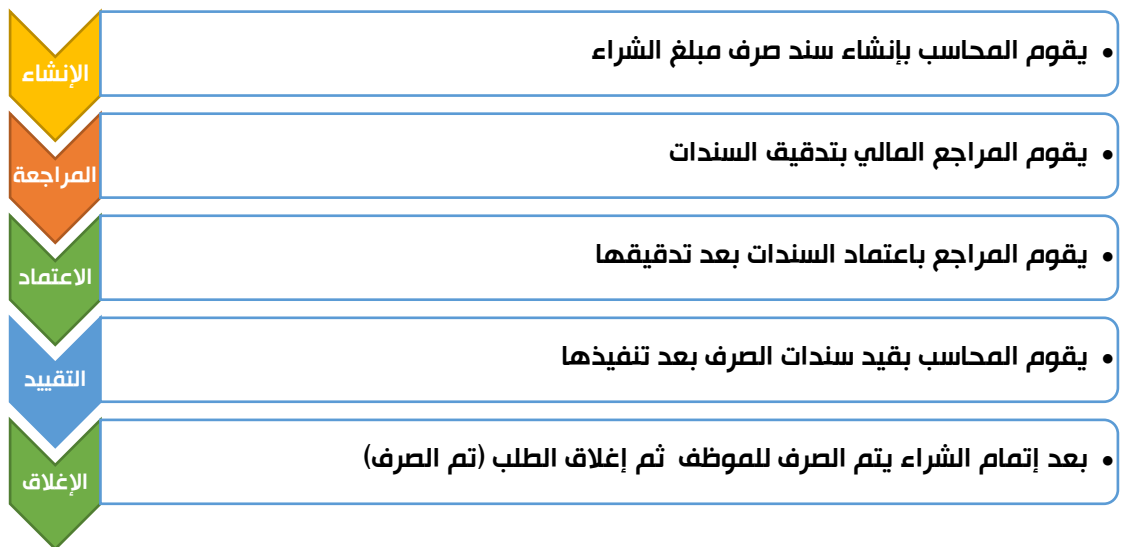 الإنشاء
• يقوم المحاسب بإنشاء سند صرف مبلغ الشراء
المراجعة
• يقوم المراجع المالي بتدقيق السندات
الاعتماد
• يقوم المراجع باعتماد السندات بعد تدقيقها
التقييد
• يقوم المحاسب بقيد سندات الصرف بعد تنفيذها
الإغلاق
• بعد إتمام الشراء يتم الصرف للموظف ثم إغلاق الطلب (تم الصرف)